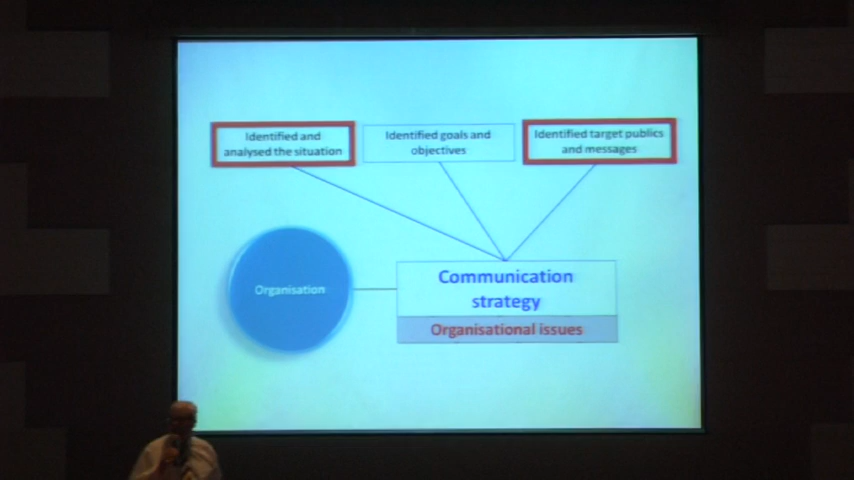 Identified and
analysed the situation
Identified goals and
objectives
Identified target publics
and messages
Organisation
Communication
strategy
Organisational issues